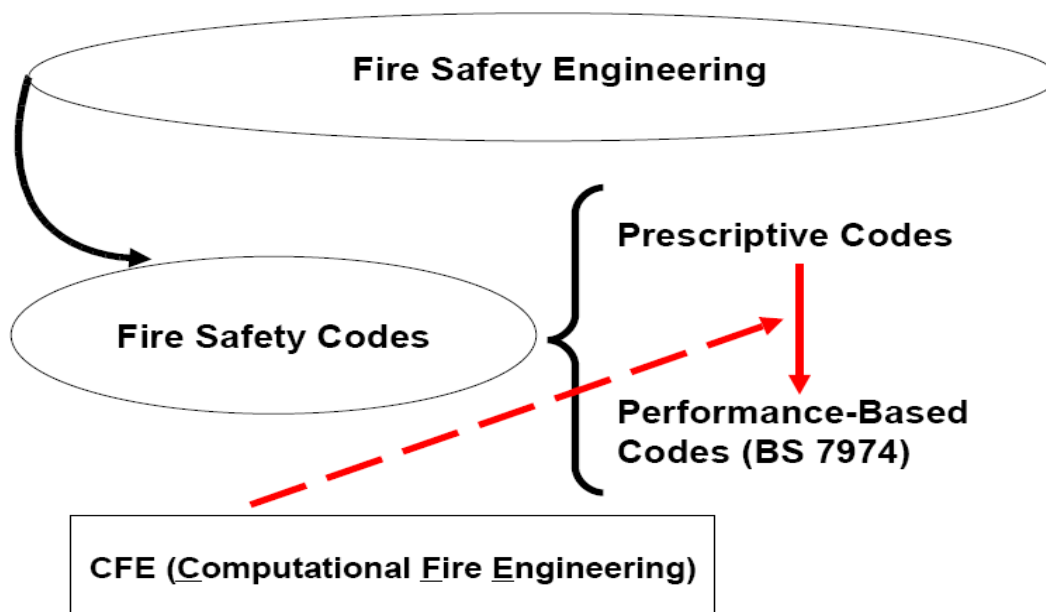 Fire Safety Engineering
Prescriptive Codes
Fire Safety Codes
Performance-Based
Codes (BS 7974)
CFE (Computational Fire Engineering)